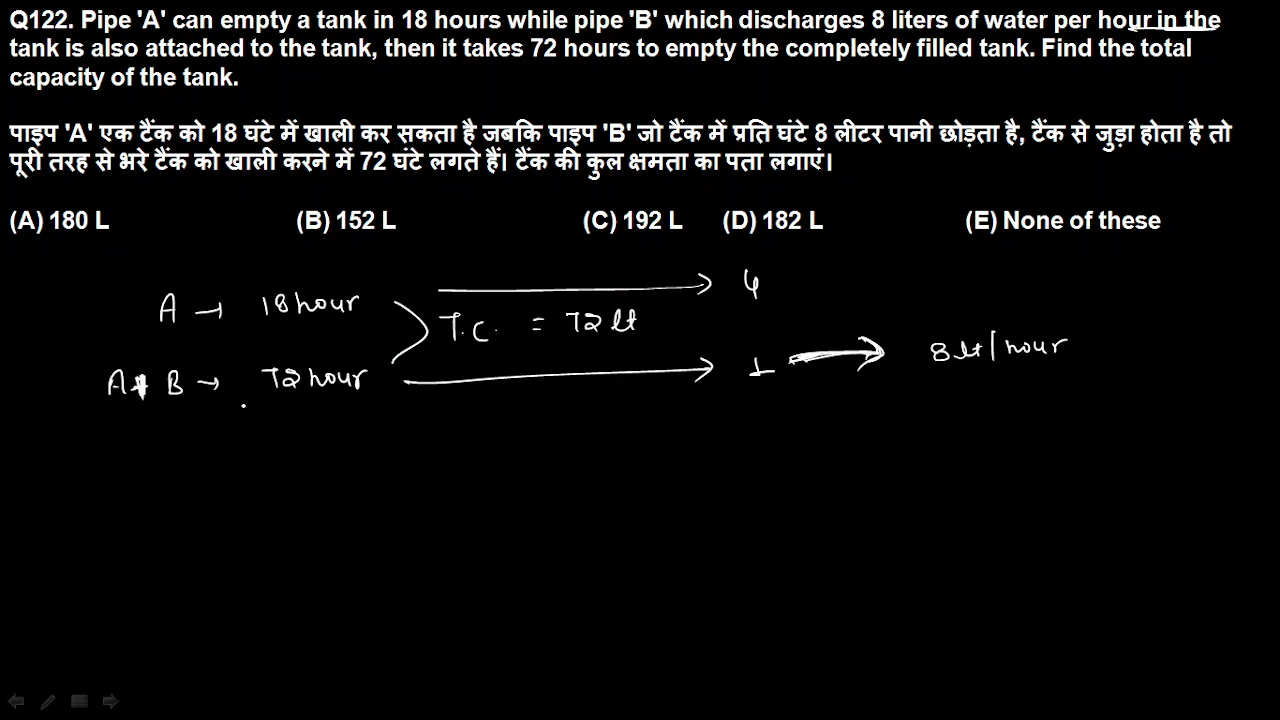 Q122. Pipe 'A' can empty a tank in 18 hours while pipe 'B' which discharges 8 liters of water per hour in the
tank is also attached to the tank, then it takes 72 hours to empty the completely filled tank. Find the total
capacity of the tank.
पाइप 'A' एक टैंक को 18 घंटे में खाली कर सकता है जबकि पाइप 'B' जो टैंक में प्रति घंटे 8 लीटर पानी छोड़ता है, टैंक से जुड़ा होता है तो
पूरी तरह से भरे टैंक को खाली करने में 72 घंटे लगते हैं। टैंक की कुल क्षमता का पता लगाएं।
(A) 180 L (B) 152 L (C) 192 L (D) 182 L (E) None of these
A → 18 hour → 4
T.C. = 72 lt
A+B → 72 hour → 1 → 8 lt/hour